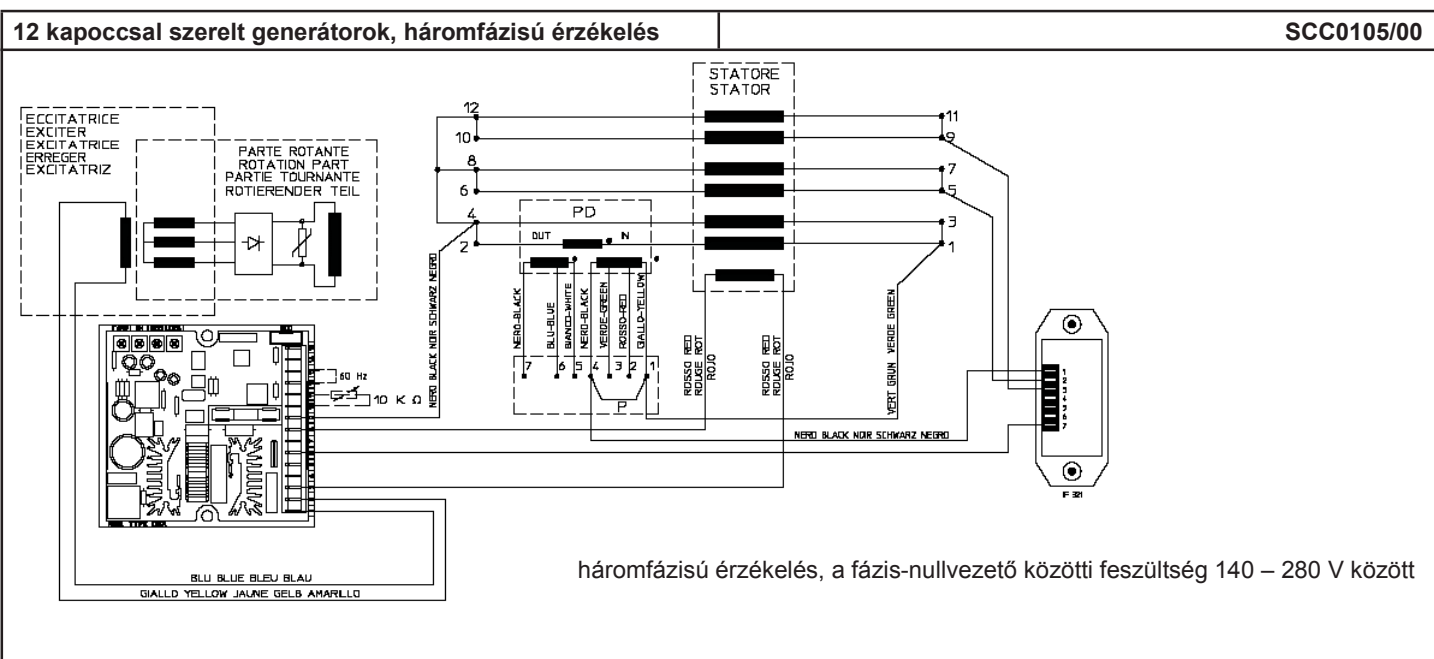 12 kapoccsal szerelt generátorok, háromfázisú érzékelés
SCC0105/00
STATORE
STATOR
ECCITATRICE
EXCITER
EXCITATRICE
ERREGER
EXCITATRIZ
PARTE ROTANTE
ROTATION PART
PARTIE TOURNANTE
ROTIERENDER TEIL
12
10
8
6
4
2
11
9
7
5
3
1
PD
OUT
IN
NERO-BLACK
BLU-BLUE
BIANCO-WHITE
NERO-BLACK
VERDE-GREEN
ROSSO-RED
GIALLO-YELLOW
7 6 5 4 3 2 1
P
NERO BLACK NOIR SCHWARZ NEGRO
ROSSO RED
ROUGE ROT
ROJO
ROSSO RED
ROUGE ROT
ROJO
VERT GRUN VERDE GREEN
60 Hz
10 K Ω
NERO BLACK NOIR SCHWARZ NEGRO
1
2
3
4
5
6
7
IF 321
BLU BLUE BLEU BLAU
GIALLO YELLOW JAUNE GELB AMARILLO
háromfázisú érzékelés, a fázis-nullvezető közötti feszültség 140 – 280 V között